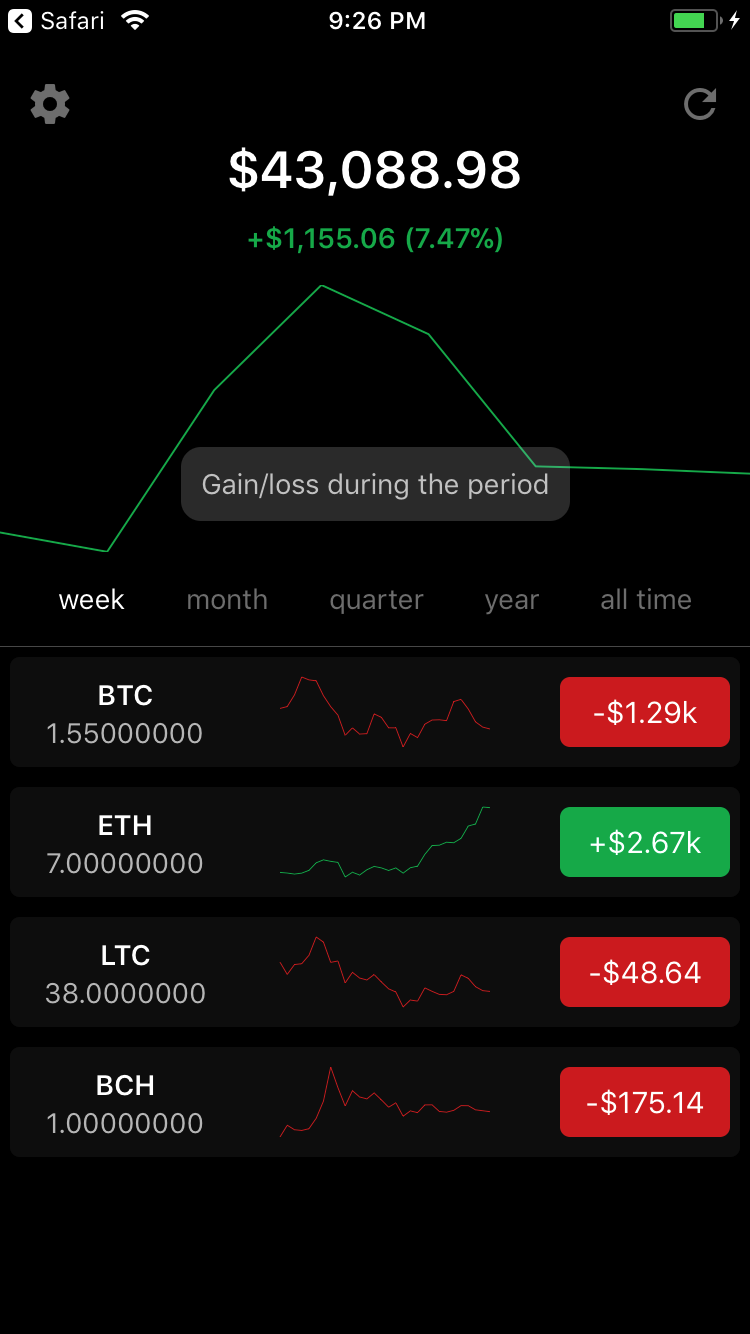 Safari 9:26 PM
$43,088.98
+$1,155.06 (7.47%)
Gain/loss during the period
week month quarter year all time
BTC
1.55000000
-$1.29k
ETH
7.00000000
+$2.67k
LTC
38.0000000
-$48.64
BCH
1.00000000
-$175.14